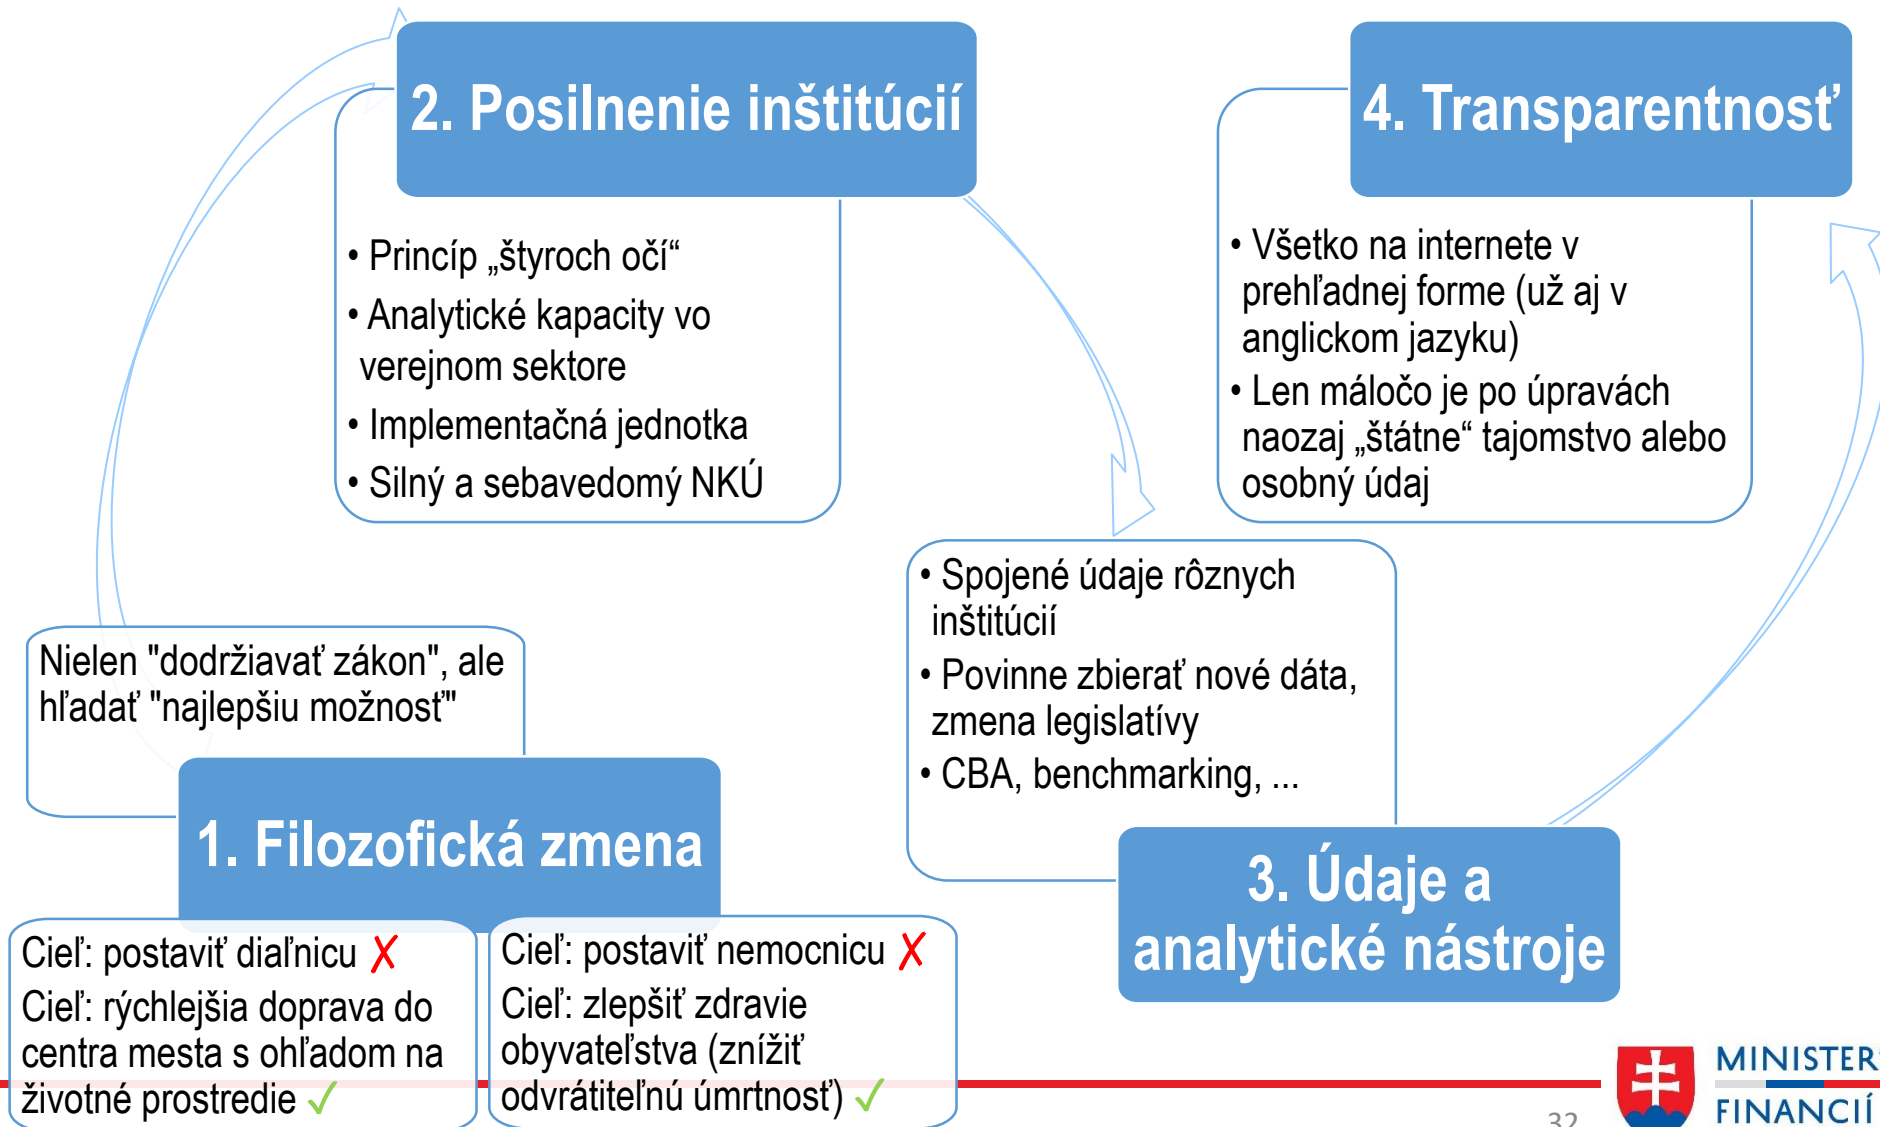 2. Posilnenie inštitúcií
• Princíp „štyroch očí“
• Analytické kapacity vo
verejnom sektore
• Implementačná jednotka
• Silný a sebavedomý NKÚ
4. Transparentnosť
• Všetko na internete v
prehľadnej forme (už aj v
anglickom jazyku)
• Len máločo je po úpravách
naozaj „štátne“ tajomstvo alebo
osobný údaj
Nielen "dodržiavať zákon", ale
hľadať "najlepšiu možnosť"
1. Filozofická zmena
Cieľ: postaviť diaľnicu ✗
Cieľ: rýchlejšia doprava do
centra mesta s ohľadom na
životné prostredie ✓
Cieľ: postaviť nemocnicu ✗
Cieľ: zlepšiť zdravie
obyvateľstva (znížiť
odvrátiteľnú úmrtnosť) ✓
• Spojené údaje rôznych
inštitúcií
• Povinne zbierať nové dáta,
zmena legislatívy
• CBA, benchmarking, ...
3. Údaje a
analytické nástroje
32
MINISTER
FINANCIÍ